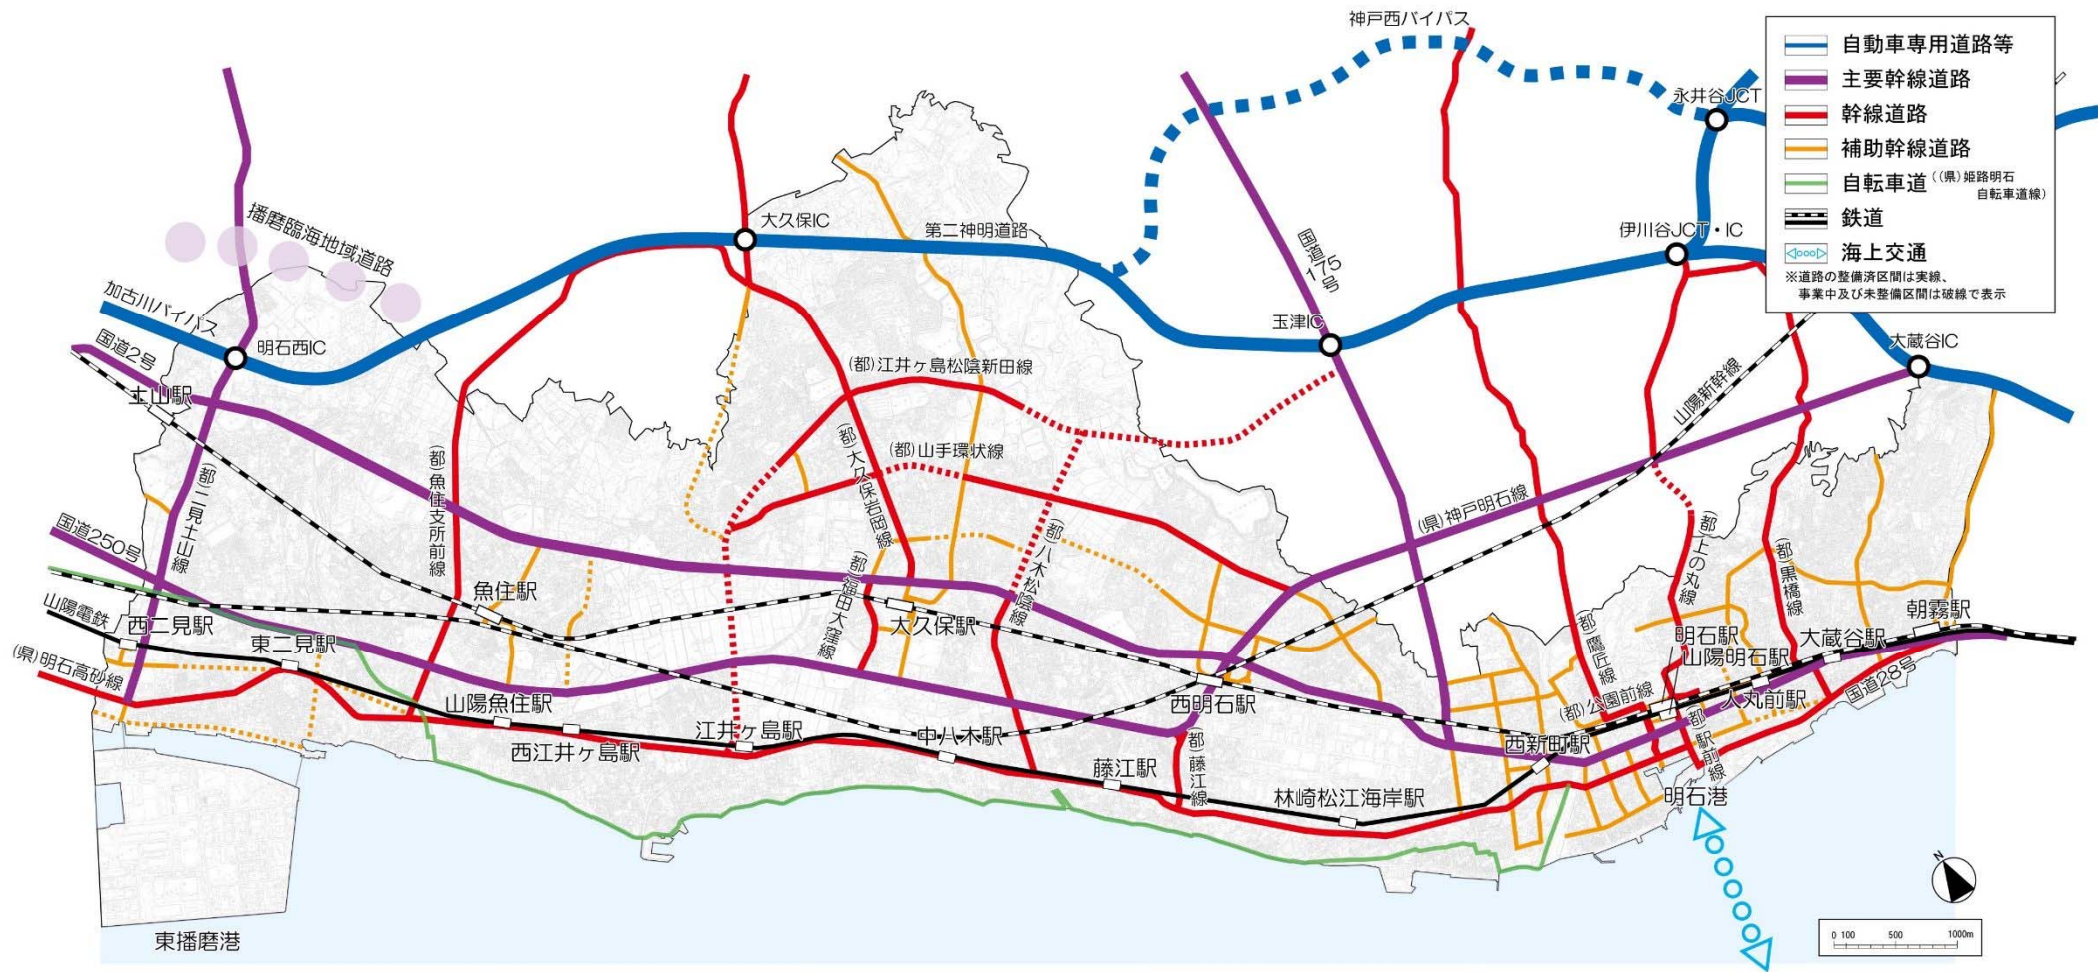 神戸西バイパス
自動車専用道路等
主要幹線道路
幹線道路
補助幹線道路
自転車道((県)姫路明石
自転車道線)
鉄道
海上交通
※道路の整備済区間は実線、
事業中及び未整備区間は破線で表示
永井谷JCT
播磨臨海地域道路
大久保IC
第二神明道路
国道175号
伊川谷JCT・IC
加古川バイパス
国道2号
明石西IC
玉津IC
大蔵谷IC
土山駅
(都)江井ヶ島松陰新田線
山陽新幹線
(都)山手環状線
(都)大久保岩岡線
(都)魚住支所前線
(都)二見土山線
(県)神戸明石線
国道250号
(都)八木松陰線
(都)福田大窪線
(都)上の丸線
(都)黒橋線
魚住駅
大久保駅
山陽電鉄
西二見駅
東二見駅
(都)鷹匠線
明石駅
山陽明石駅
大蔵谷駅
朝霧駅
(県)明石高砂線
山陽魚住駅
西江井ヶ島駅
江井ヶ島駅
中八木駅
西明石駅
(都)公園前線
人丸前駅
国道28号
(都)駅前線
西新町駅
藤江駅
(都)藤江線
林崎松江海岸駅
明石港
東播磨港
N
0 100 500 1000m